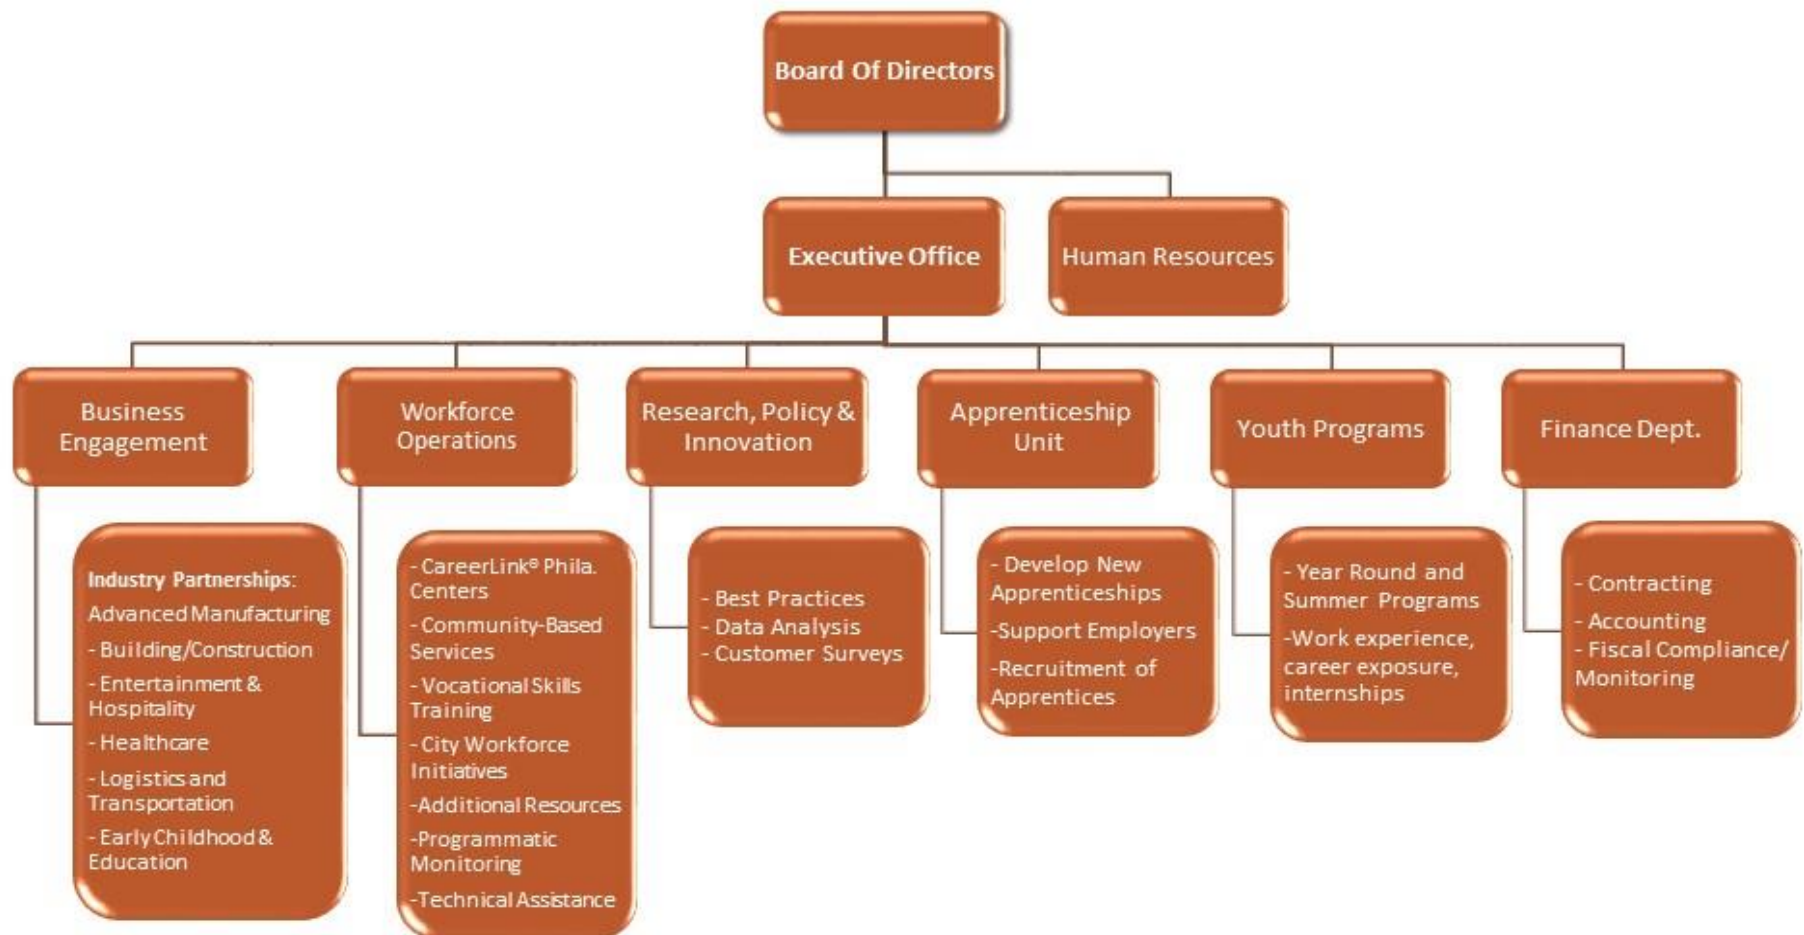 Board Of Directors
Executive Office
Human Resources
Business
Engagement
Workforce
Operations
Research, Policy &
Innovation
Apprenticeship
Unit
Youth Programs
Finance Dept.
Industry Partnerships:
Advanced Manufacturing
- Building/Construction
- Entertainment &
Hospitality
- Healthcare
- Logistics and
Transportation
- Early Childhood &
Education
- CareerLink® Phila.
Centers
- Community-Based
Services
- Vocational Skills
Training
- City Workforce
Initiatives
-Additional Resources
-Programmatic
Monitoring
-Technical Assistance
- Best Practices
- Data Analysis
- Customer Surveys
- Develop New
Apprenticeships
-Support Employers
-Recruitment of
Apprentices
- Year Round and
Summer Programs
-Work experience,
career exposure,
internships
- Contracting
- Accounting
- Fiscal Compliance/
Monitoring